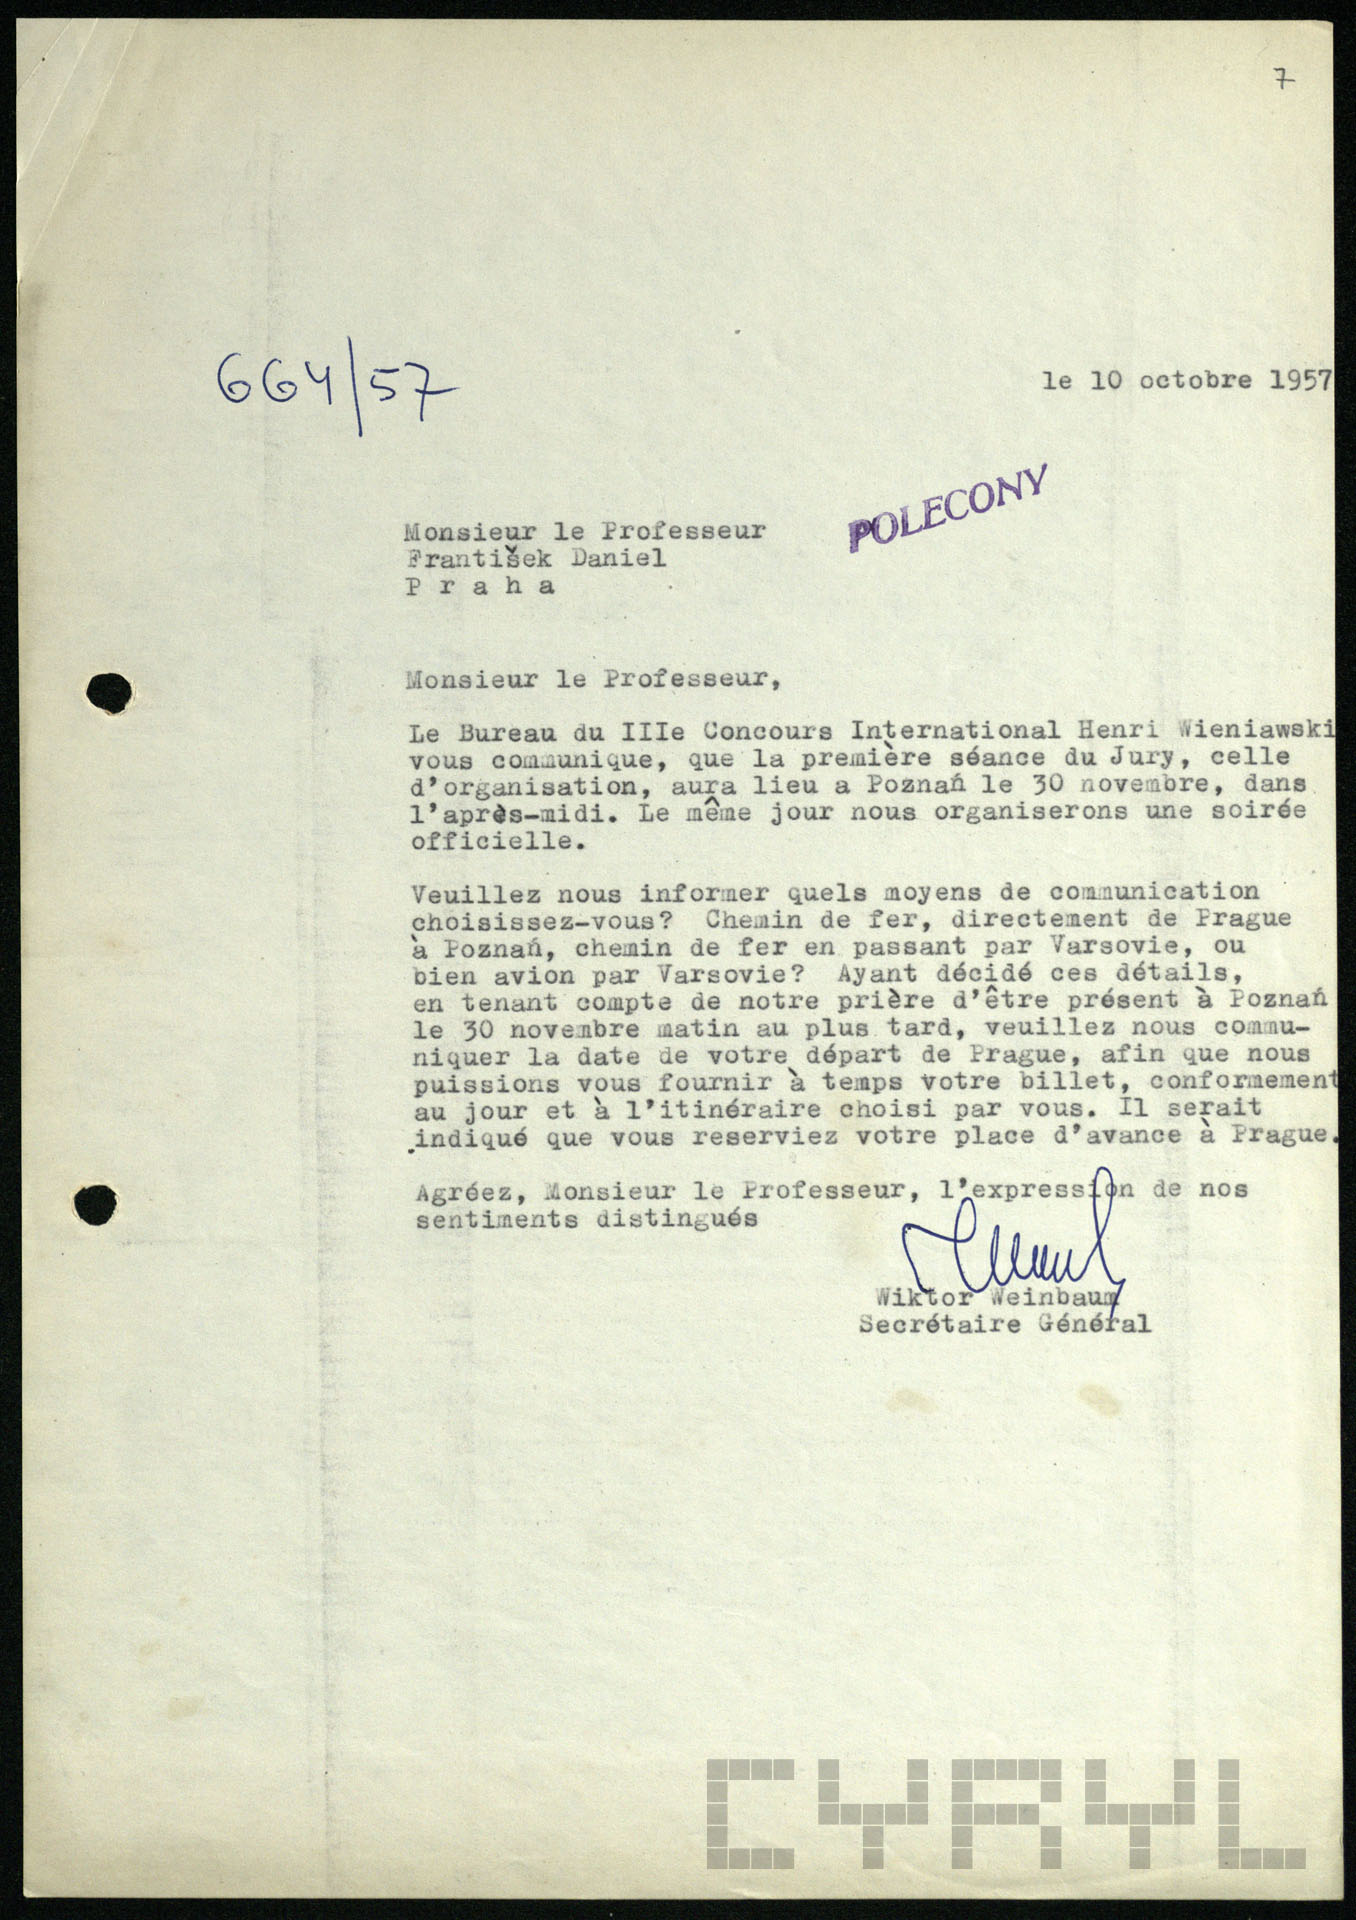 7
664/57
le 10 octobre 1957
POLECONY
Monsieur le Professeur
František Daniel
P r a h a
Monsieur le Professeur,
Le Bureau du IIIe Concours International Henri Wieniawski
vous communique, que la première séance du Jury, celle
d'organisation, aura lieu a Poznań le 30 novembre, dans
l'après-midi. Le même jour nous organiserons une soirée
officielle.
Veuillez nous informer quels moyens de communication
choisissez-vous? Chemin de fer, directement de Prague
à Poznań, chemin de fer en passant par Varsovie, ou
bien avion par Varsovie? Ayant décidé ces détails,
en tenant compte de notre prière d'être présent à Poznań
le 30 novembre matin au plus tard, veuillez nous commu-
niquer la date de votre départ de Prague, afin que nous
puissions vous fournir à temps votre billet, conformement
au jour et à l'itinéraire choisi par vous. Il serait
indiqué que vous reserviez votre place d'avance à Prague.
Agréez, Monsieur le Professeur, l'expression de nos
sentiments distingués
Wiktor Weinbaum
Secrétaire Général
CYRYL